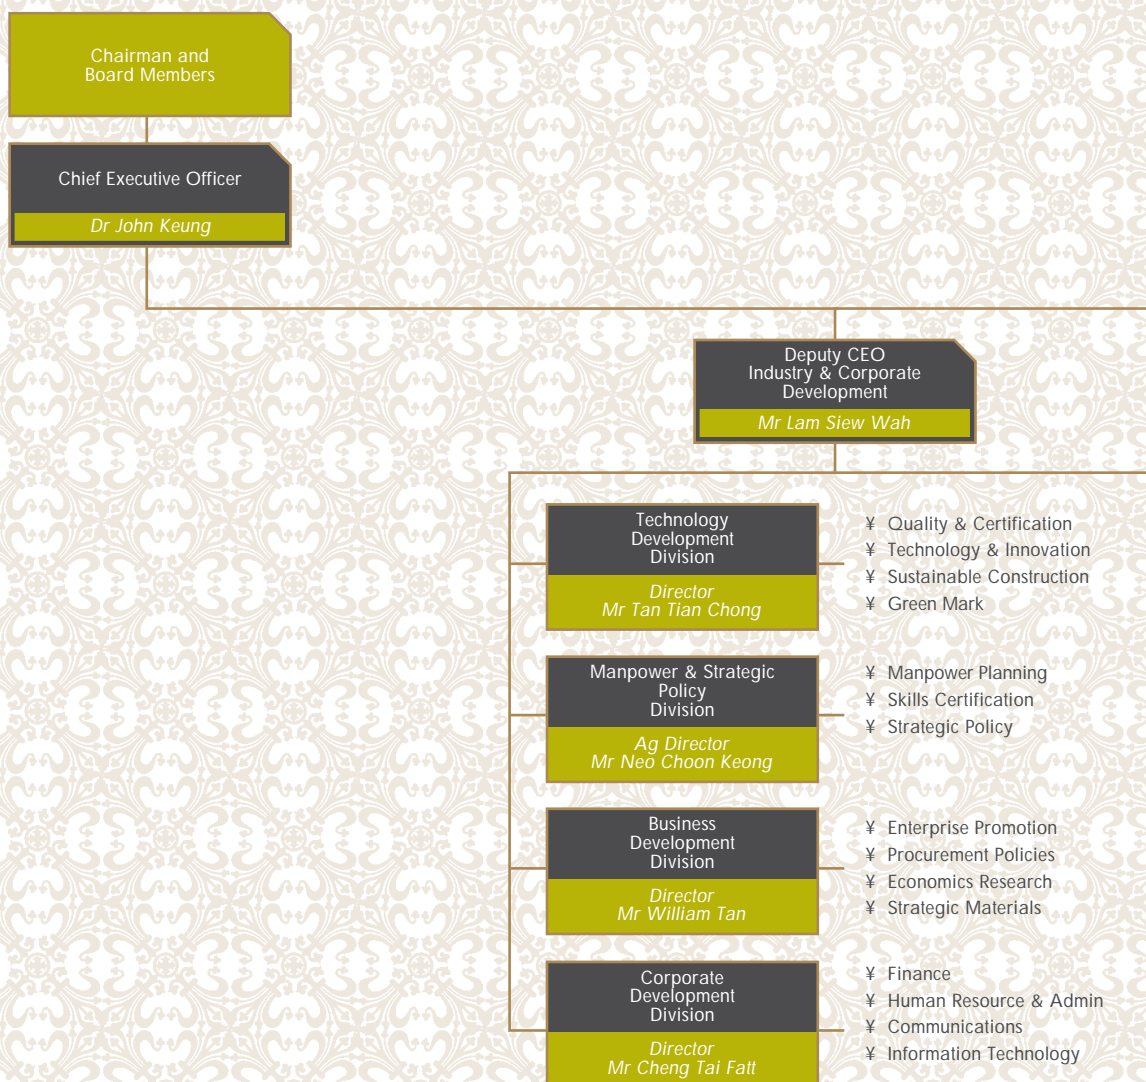 Chairman and
Board Members
Chief Executive Officer
Dr John Keung
Deputy CEO
Industry & Corporate
Development
Mr Lam Siew Wah
Technology
Development
Division
Director
Mr Tan Tian Chong
¥ Quality & Certification
¥ Technology & Innovation
¥ Sustainable Construction
¥ Green Mark
Manpower & Strategic
Policy
Division
Ag Director
Mr Neo Choon Keong
¥ Manpower Planning
¥ Skills Certification
¥ Strategic Policy
Business
Development
Division
Director
Mr William Tan
¥ Enterprise Promotion
¥ Procurement Policies
¥ Economics Research
¥ Strategic Materials
Corporate
Development
Division
Director
Mr Cheng Tai Fatt
¥ Finance
¥ Human Resource & Admin
¥ Communications
¥ Information Technology